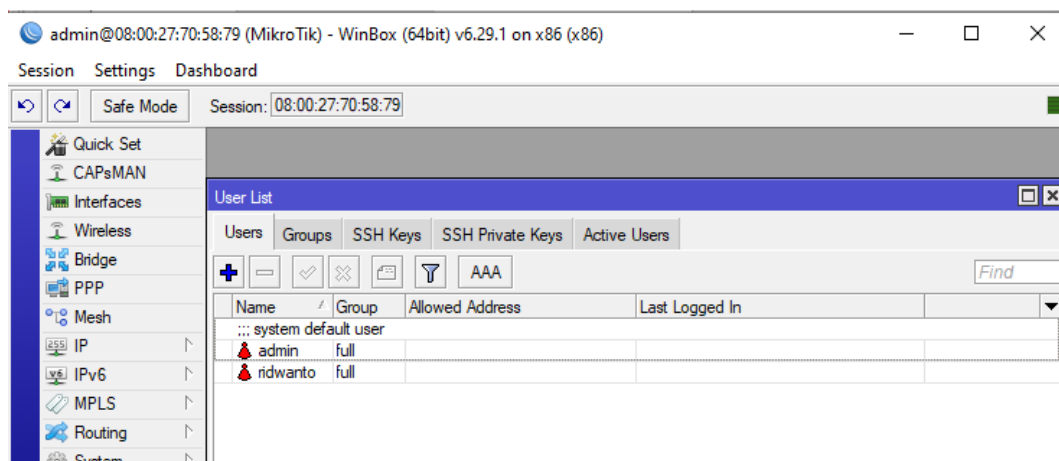 admin@08:00:27:70:58:79 (MikroTik) - WinBox (64bit) v6.29.1 on x86 (x86)
Session Settings Dashboard
Safe Mode Session: 08:00:27:70:58:79
Quick Set
CAPsMAN
Interfaces
Wireless
Bridge
PPP
Mesh
255 IP
v6 IPv6
MPLS
Routing
System
User List
Users Groups SSH Keys SSH Private Keys Active Users
AAA Find
Name Group Allowed Address Last Logged In
;;; system default user
admin full
ridwanto full